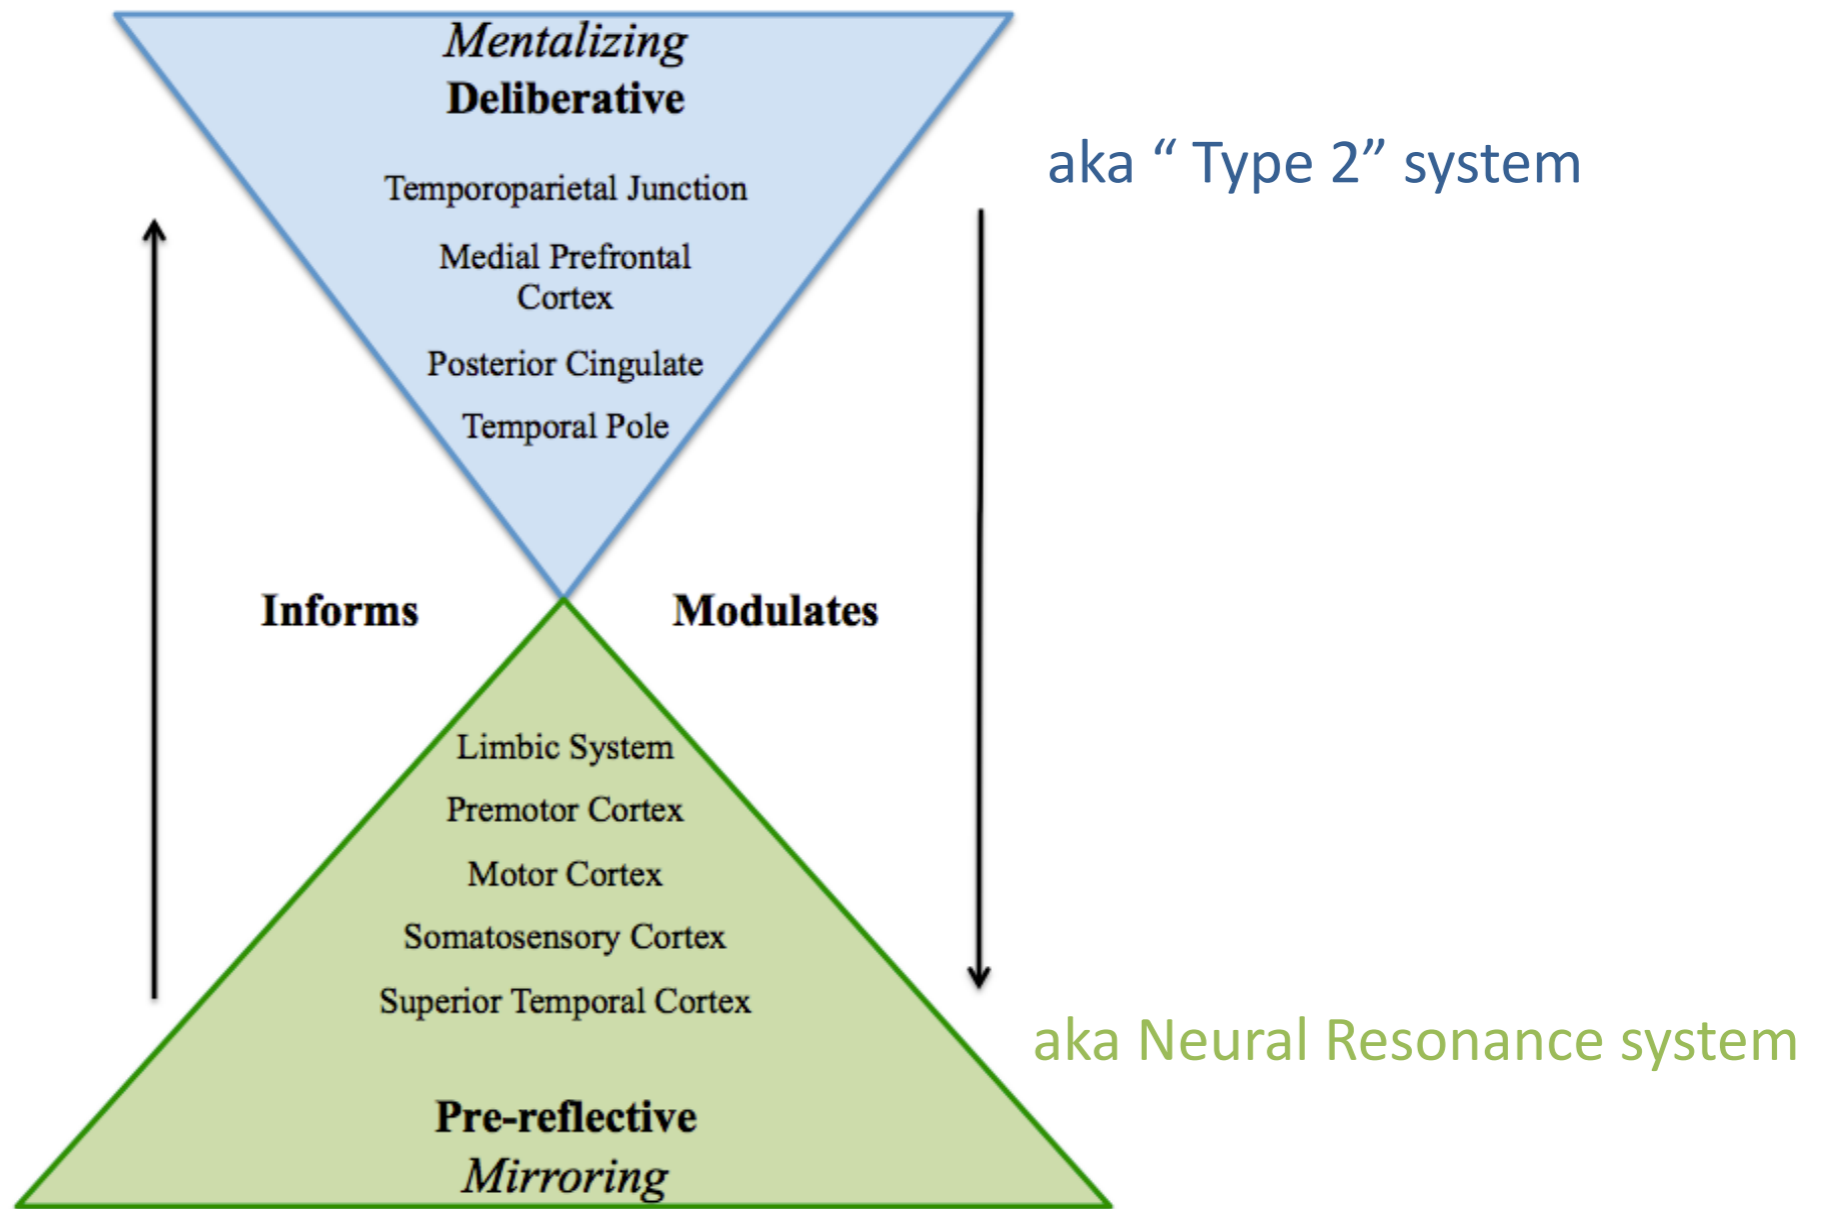 Mentalizing
Deliberative
aka “ Type 2” system
Temporoparietal Junction
Medial Prefrontal
Cortex
Posterior Cingulate
Temporal Pole
Informs
Modulates
Limbic System
Premotor Cortex
Motor Cortex
Somatosensory Cortex
Superior Temporal Cortex
aka Neural Resonance system
Pre-reflective
Mirroring